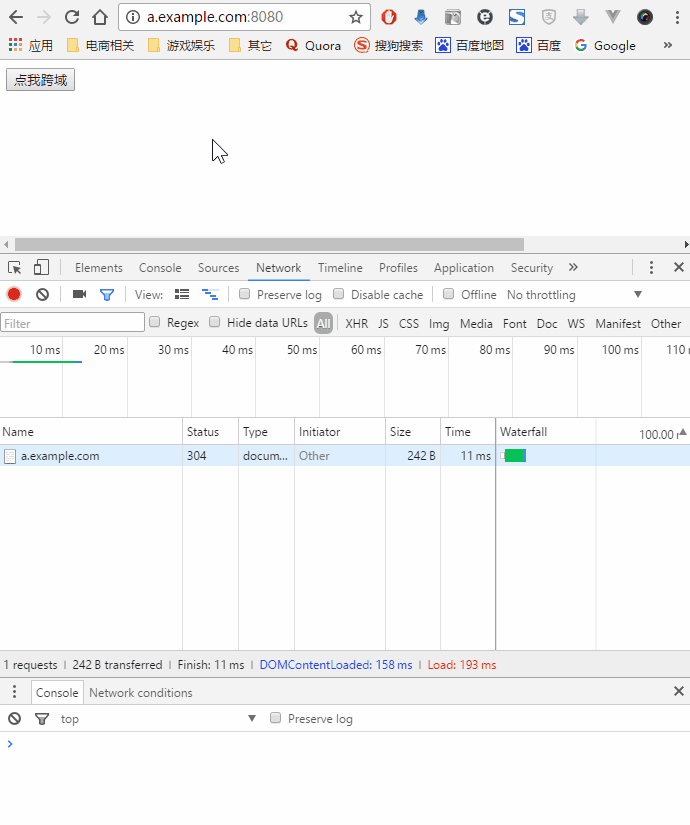 a.example.com:8080
应用 电商相关 游戏娱乐 其它 Quora 搜狗搜索 百度地图 百度 Google »
点我跨域
Elements Console Sources Network Timeline Profiles Application Security »
View: Preserve log Disable cache Offline No throttling
Filter Regex Hide data URLs All XHR JS CSS Img Media Font Doc WS Manifest Other
10 ms 20 ms 30 ms 40 ms 50 ms 60 ms 70 ms 80 ms 90 ms 100 ms 110 m
Name Status Type Initiator Size Time Waterfall 100.00 r
a.example.com 304 docum... Other 242 B 11 ms
1 requests | 242 B transferred | Finish: 11 ms | DOMContentLoaded: 158 ms | Load: 193 ms
Console Network conditions
top Preserve log